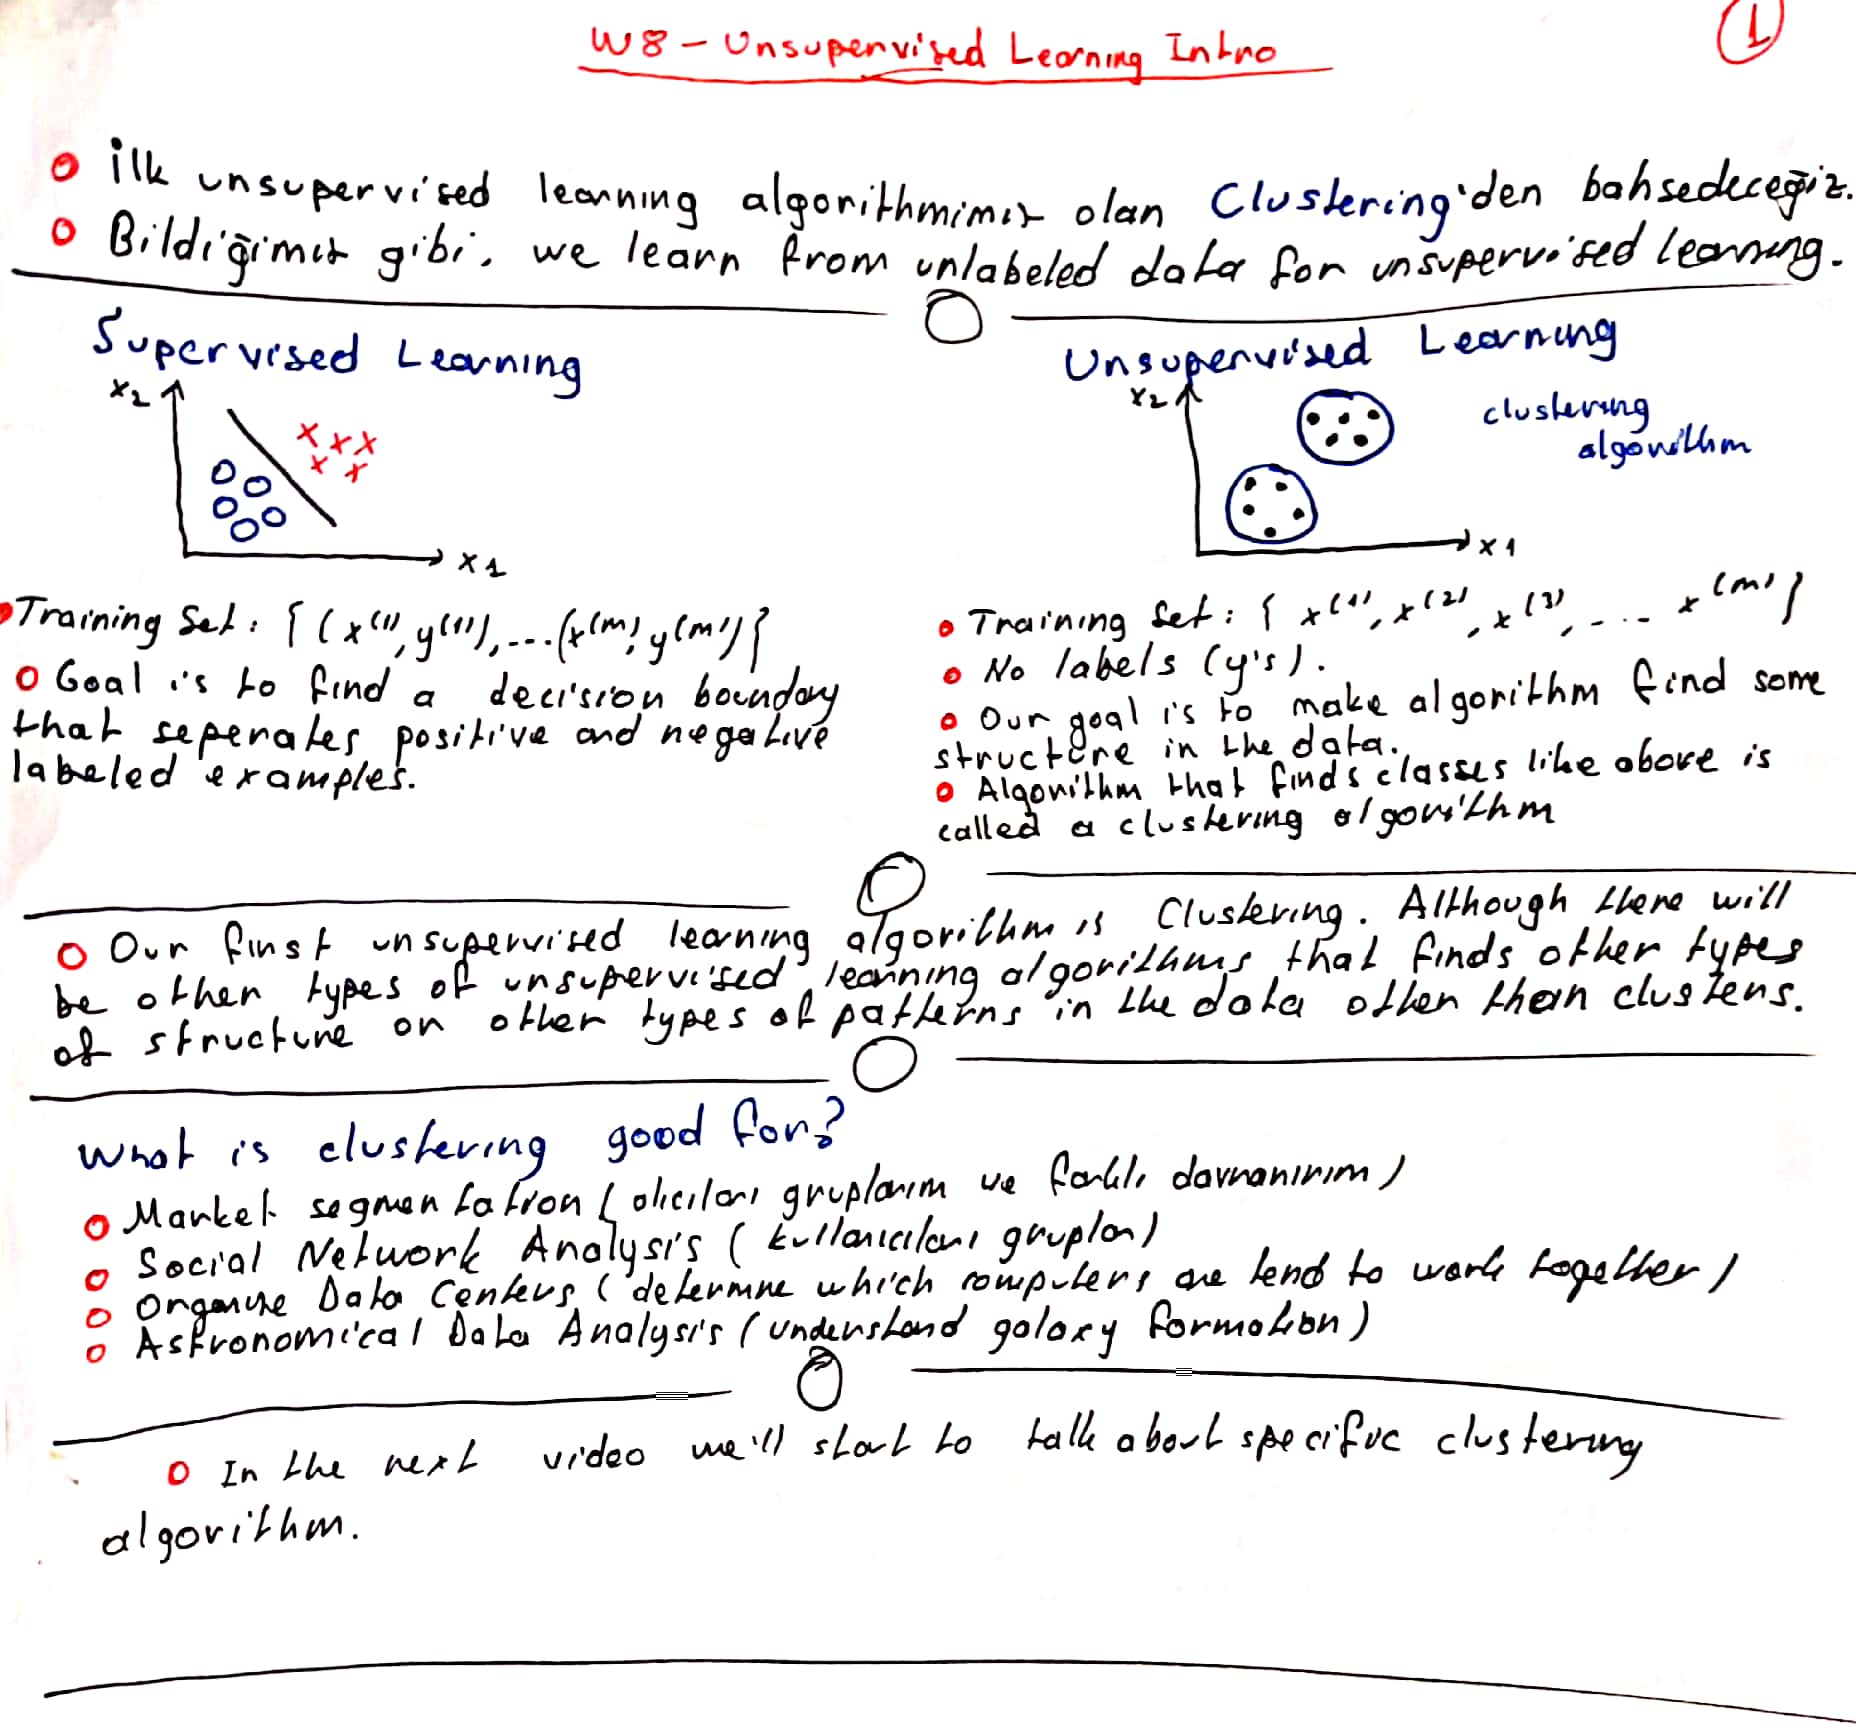 W8 - Unsupervised Learning Intro
1
İlk unsupervised learning algorithmimiz olan Clustering'den bahsedeceğiz.
Bildiğimiz gibi, we learn from unlabeled data for unsupervised learning.
Supervised Learning
x2
x1
Training Set: { (x(1), y(1)), ... (x(m), y(m)) }
Goal is to find a decision boundary
that seperates positive and negative
labeled examples.
Unsupervised Learning
x2
clustering
algorithm
x1
Training Set: { x(1), x(2), x(3), ... x(m) }
No labels (y's).
Our goal is to make algorithm find some
structure in the data.
Algorithm that finds classes like above is
called a clustering algorithm
Our first unsupervised learning algorithm is Clustering. Although there will
be other types of unsupervised learning algorithms that finds other types
of structure or other types of patterns in the data other than clusters.
What is clustering good for?
Market segmentation (alıcıları gruplarım ve farklı davranırım)
Social Network Analysis (kullanıcıları grupla)
Organize Data Centers (determine which computers are tend to work together)
Astronomical Data Analysis (understand galaxy formation)
In the next video we'll start to talk about specific clustering
algorithm.